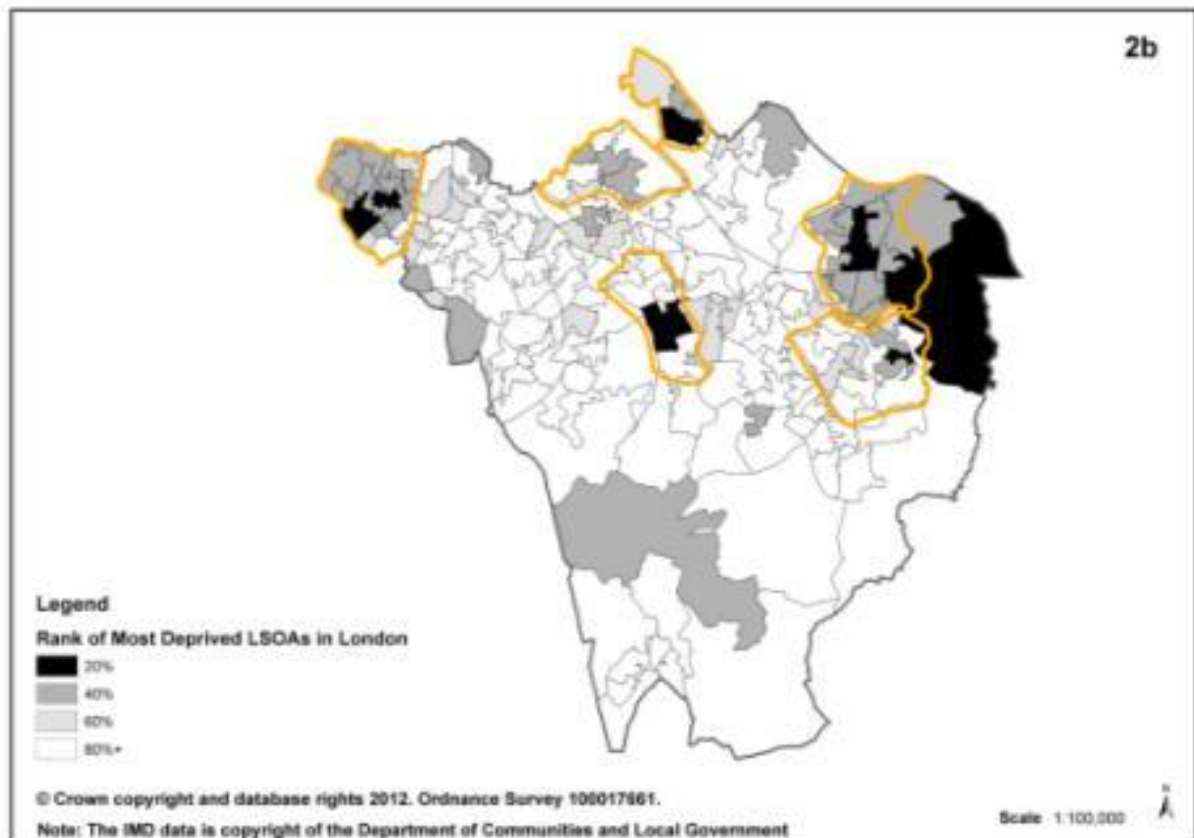 2b
Legend
Rank of Most Deprived LSOAs in London
20%
40%
60%
80%+
© Crown copyright and database rights 2012. Ordnance Survey 100017661.
Note: The IMD data is copyright of the Department of Communities and Local Government
Scale 1:100,000
N